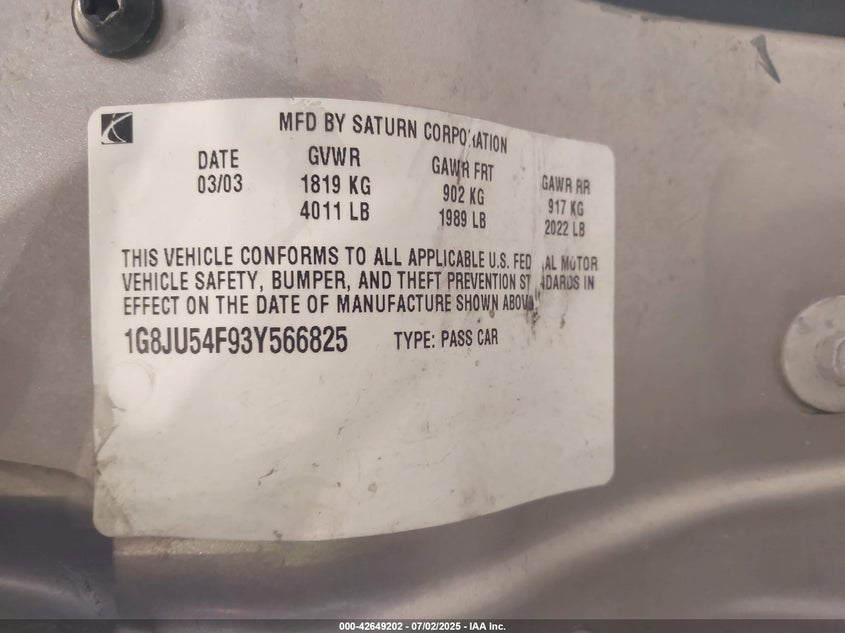 MFD BY SATURN CORPORATION
DATE GVWR GAWR FRT GAWR RR
03/03 1819 KG 902 KG 917 KG
4011 LB 1989 LB 2022 LB
THIS VEHICLE CONFORMS TO ALL APPLICABLE U.S. FED AL MOTOR
VEHICLE SAFETY, BUMPER, AND THEFT PREVENTION ST NDARDS IN
EFFECT ON THE DATE OF MANUFACTURE SHOWN ABOVE
1G8JU54F93Y566825 TYPE: PASS CAR
000-42649202 - 07/02/2025 - IAA Inc.